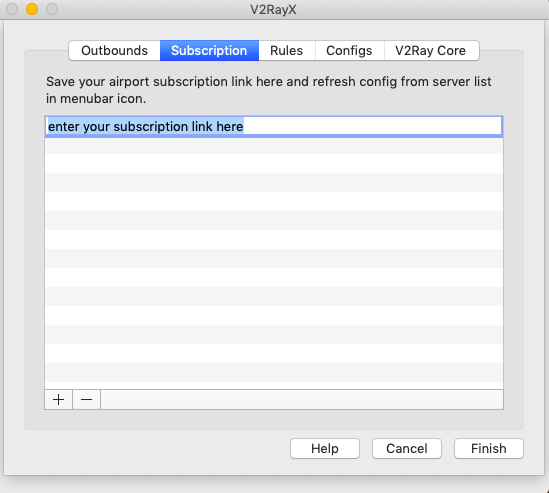 V2RayX
Outbounds Subscription Rules Configs V2Ray Core
Save your airport subscription link here and refresh config from server list
in menubar icon.
enter your subscription link here
+ −
Help Cancel Finish